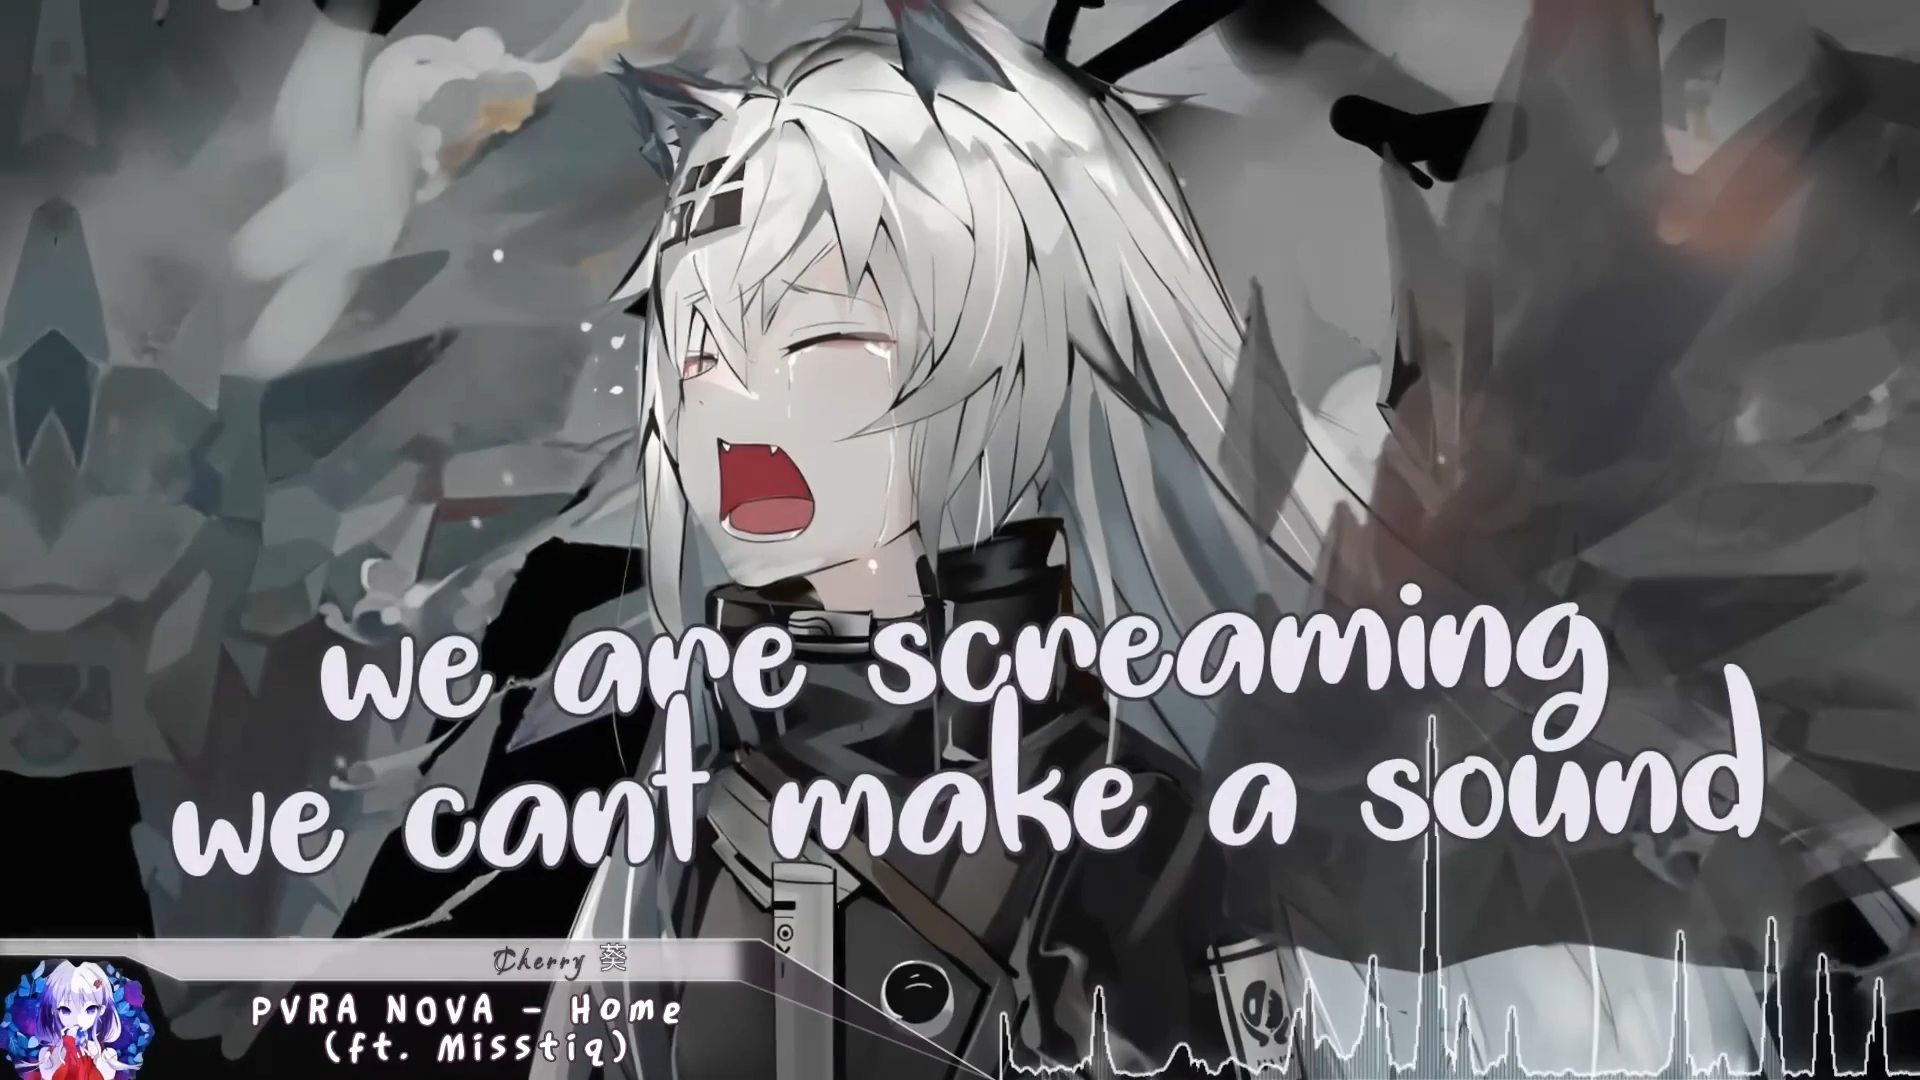 we are screaming
we cant make a sound
Cherry 葵
PVRA NOVA - Home
(ft. Misstiq)